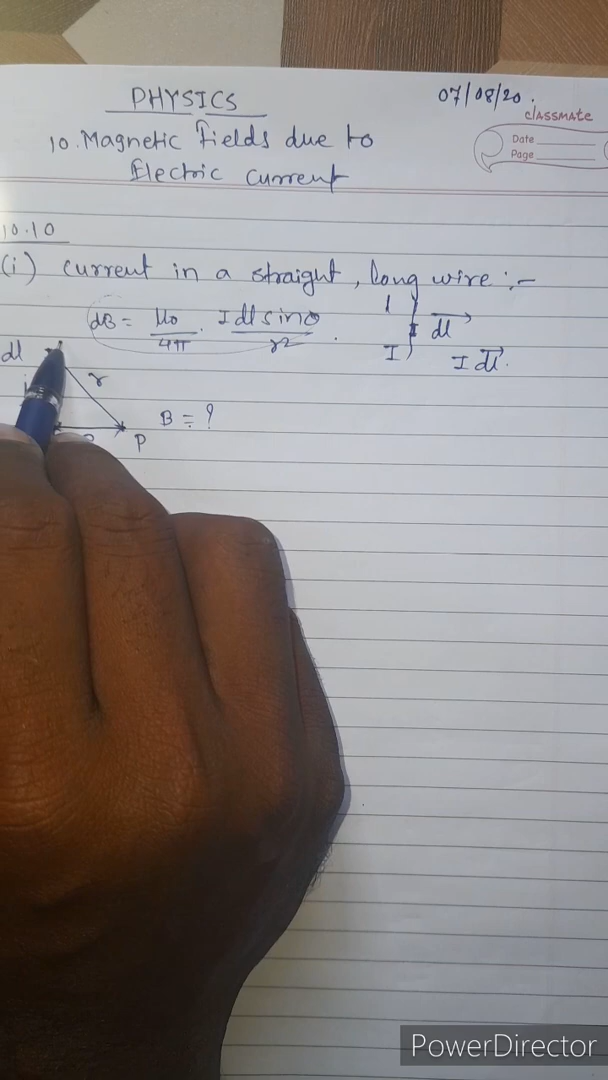 PHYSICS
07/08/20.
classmate
Date
Page
10. Magnetic Fields due to
Electric current
10.10
(i) current in a straight, long wire :-
dB = μ0/4π . I dl sinθ / r2 .
I dl
I
I dl.
dl
r
B = ?
P
PowerDirector